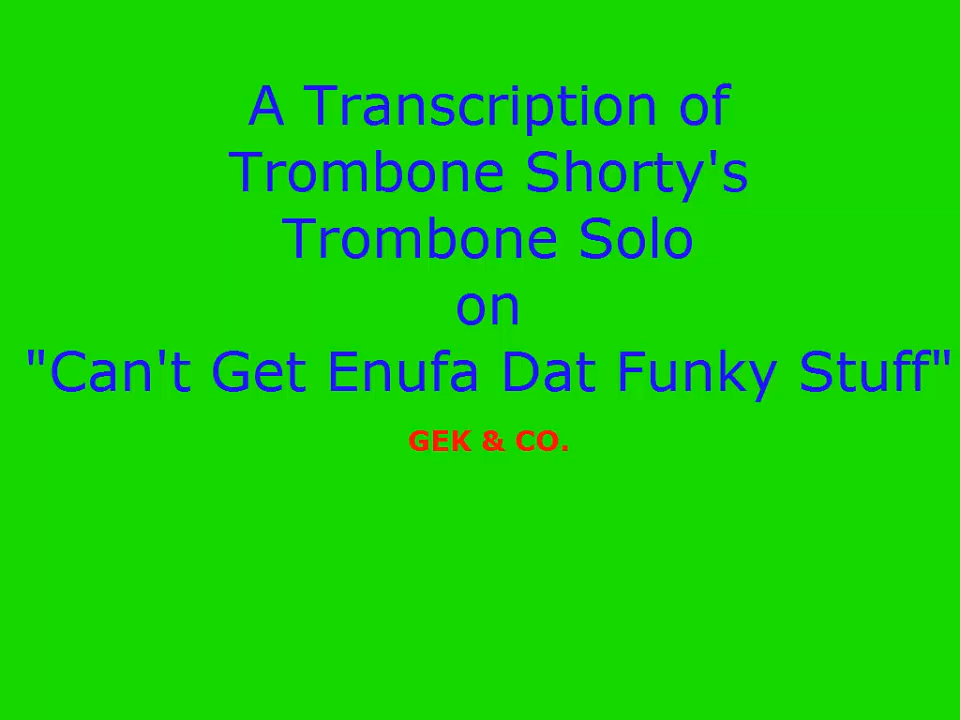 A Transcription of
Trombone Shorty's
Trombone Solo
on
"Can't Get Enufa Dat Funky Stuff"
GEK & CO.